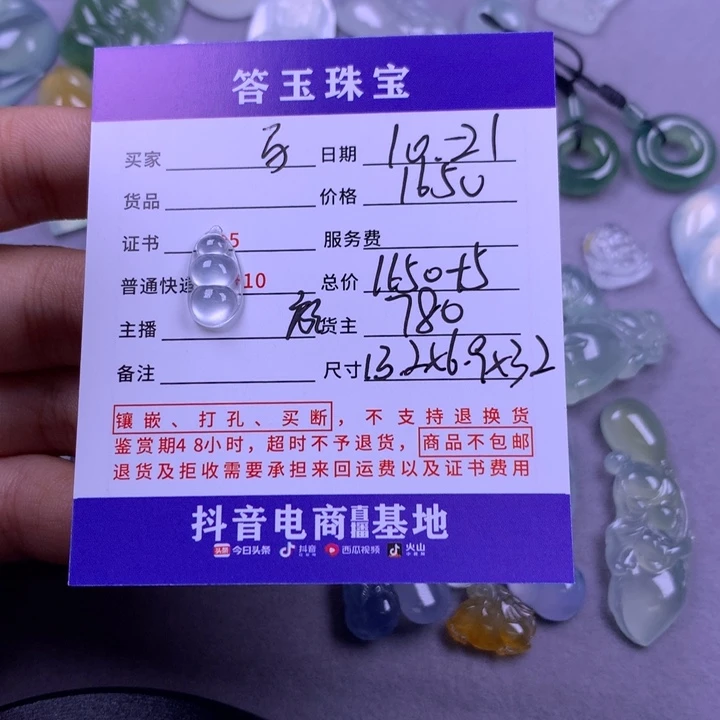 答玉珠宝
买家 日期 10.21
货品 价格 1650
证书 5 服务费
普通快递 10 总价 1650+5
主播 货主 780
备注 尺寸 13.2x6.9x3.2
镶嵌、打孔、买断，不支持退换货
鉴赏期48小时，超时不予退货，商品不包邮
退货及拒收需要承担来回运费以及证书费用
抖音电商直播基地
头条 今日头条 抖音 西瓜视频 火山